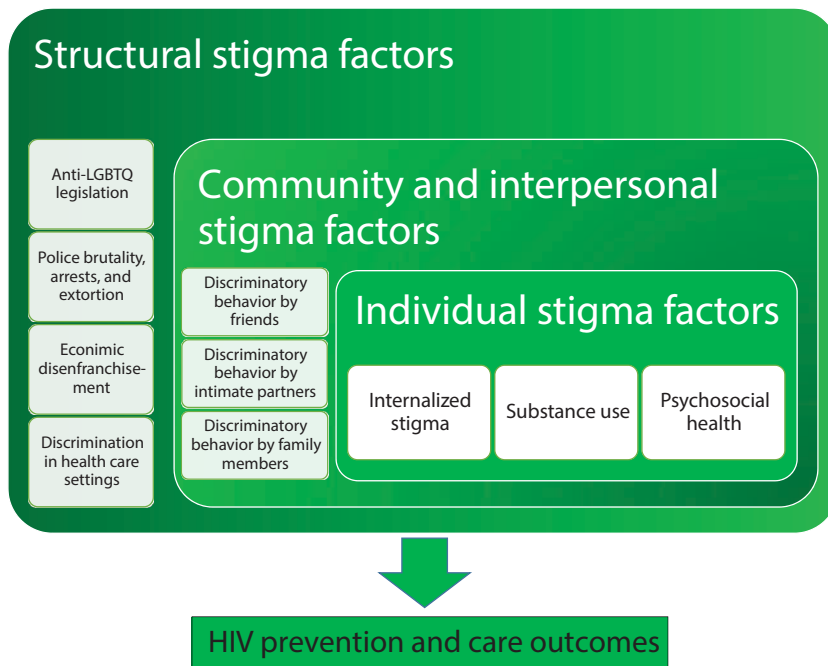 Structural stigma factors
Anti-LGBTQ
legislation
Police brutality,
arrests, and
extortion
Econimic
disenfranchise-
ment
Discrimination
in health care
settings
Community and interpersonal
stigma factors
Discriminatory
behavior by
friends
Discriminatory
behavior by
intimate partners
Discriminatory
behavior by family
members
Individual stigma factors
Internalized
stigma
Substance use
Psychosocial
health
HIV prevention and care outcomes